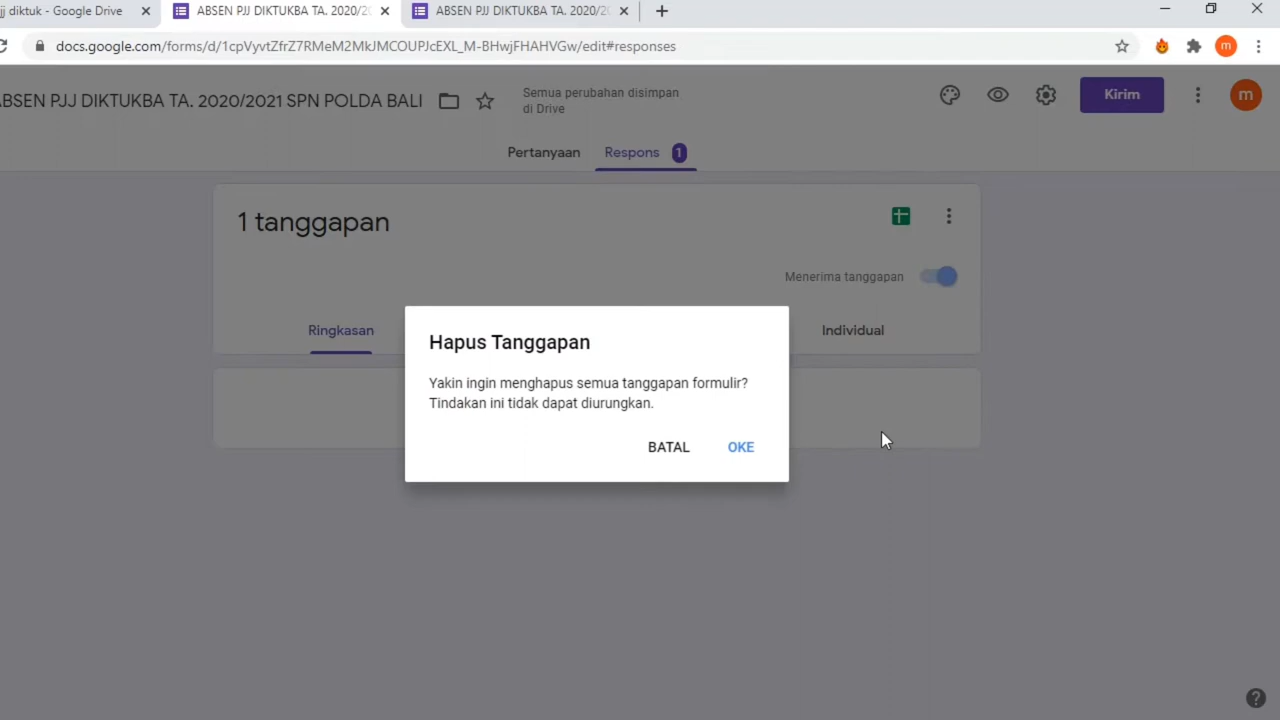 jj diktuk - Google Drive
ABSEN PJJ DIKTUKBA TA. 2020/2
ABSEN PJJ DIKTUKBA TA. 2020/2
docs.google.com/forms/d/1cpVyvtZfrZ7RMeM2MkJMCOUPJcEXL_M-BHwjFHAHVGw/edit#responses
m
ABSEN PJJ DIKTUKBA TA. 2020/2021 SPN POLDA BALI
Semua perubahan disimpan
di Drive
Kirim
m
Pertanyaan
Respons 1
1 tanggapan
Menerima tanggapan
Ringkasan
Individual
Hapus Tanggapan
Yakin ingin menghapus semua tanggapan formulir?
Tindakan ini tidak dapat diurungkan.
BATAL
OKE